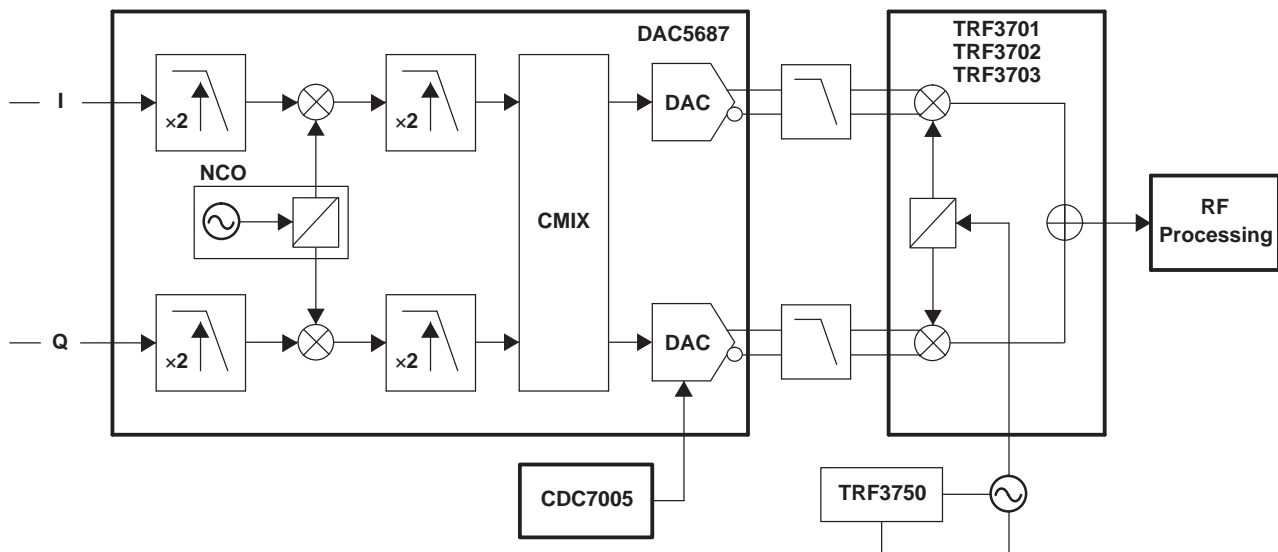 DAC5687
TRF3701
TRF3702
TRF3703
I
×2
×2
DAC
NCO
CMIX
RF
Processing
Q
×2
×2
DAC
CDC7005
TRF3750